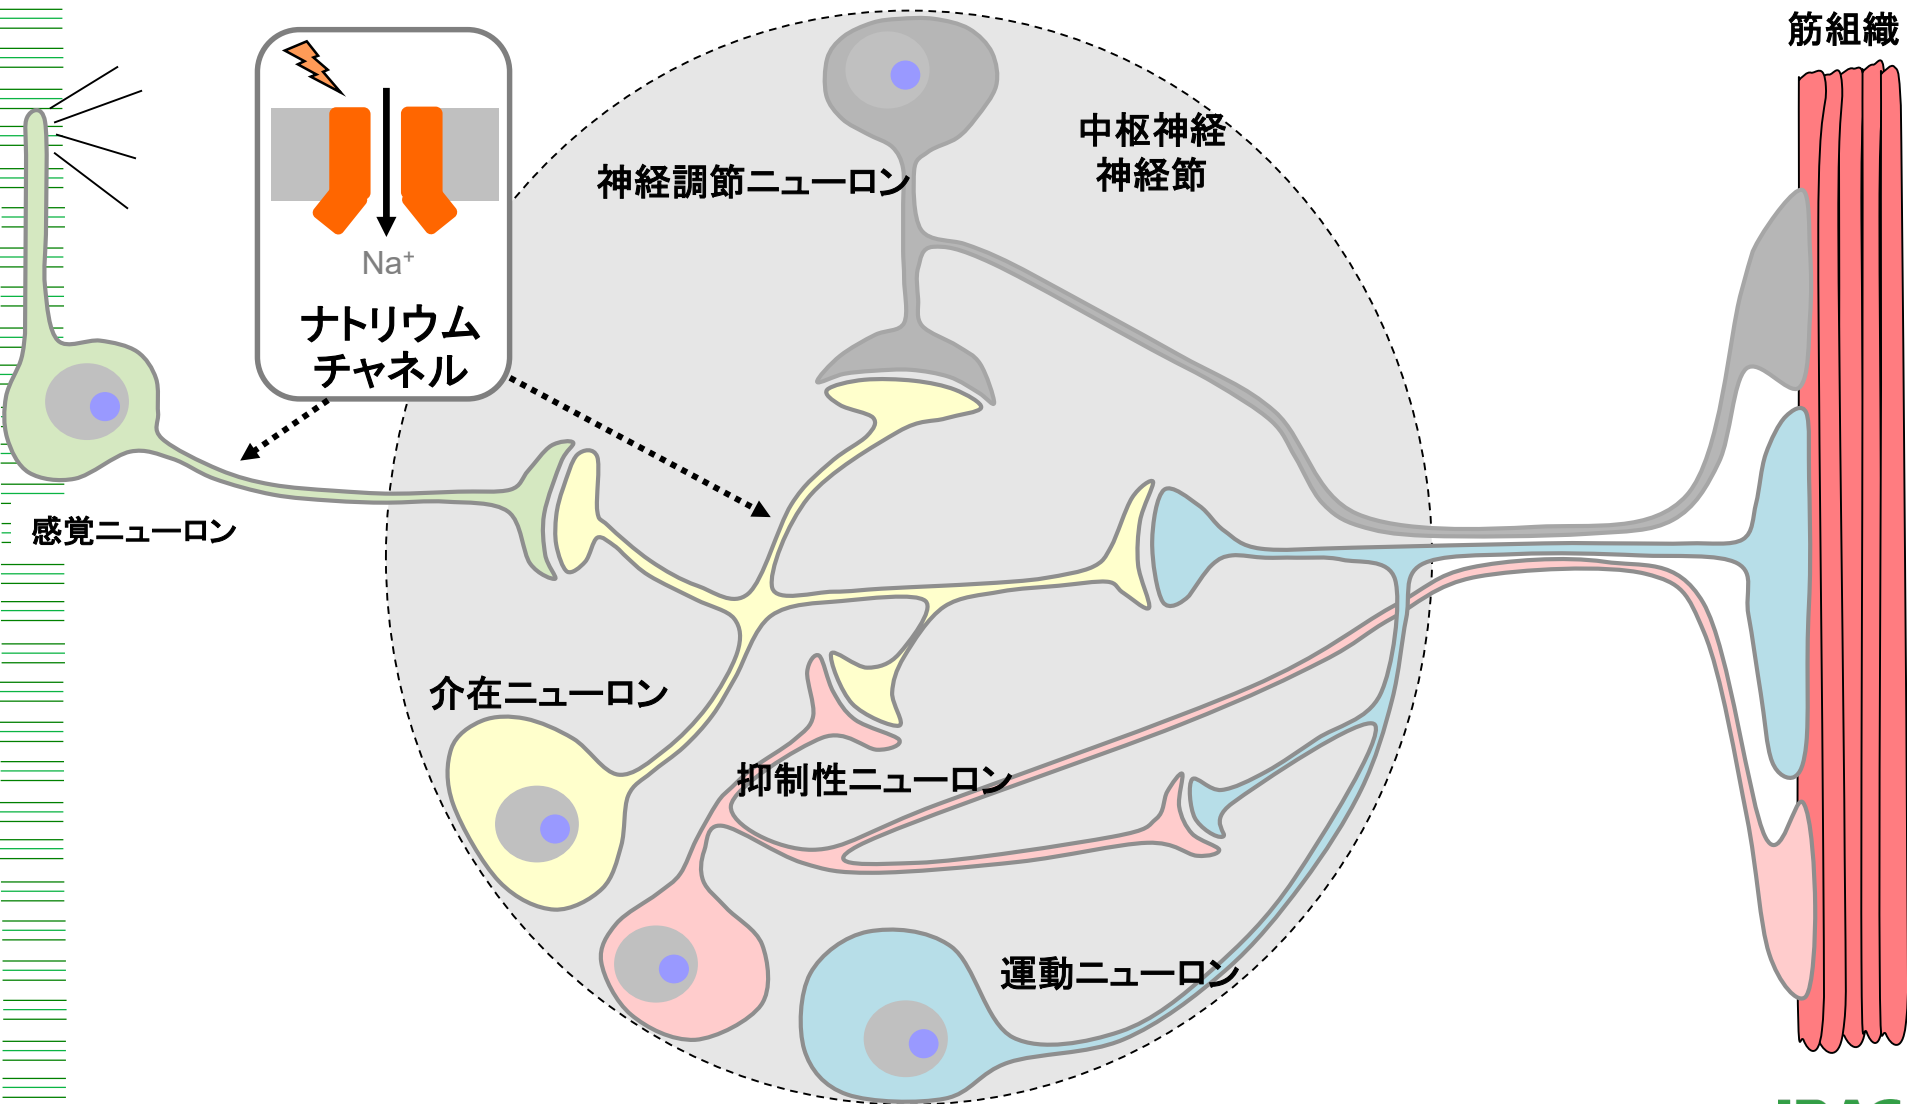 筋組織
中枢神経
神経節
神経調節ニューロン
Na⁺
ナトリウム
チャネル
感覚ニューロン
介在ニューロン
抑制性ニューロン
運動ニューロン